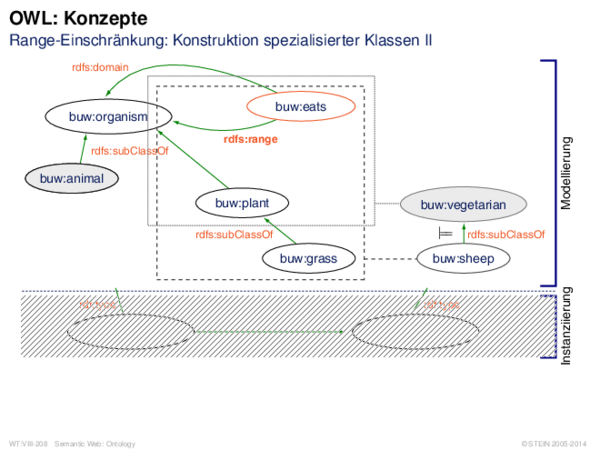 OWL: Konzepte
Range-Einschränkung: Konstruktion spezialisierter Klassen II
rdfs:domain
buw:organism
buw:eats
rdfs:range
rdfs:subClassOf
buw:animal
buw:plant
buw:vegetarian
rdfs:subClassOf
rdfs:subClassOf
buw:grass
buw:sheep
Modellierung
rdf:type
rdf:type
Instanziierung
WT:VIII-208 Semantic Web: Ontology
© STEIN 2005-2014